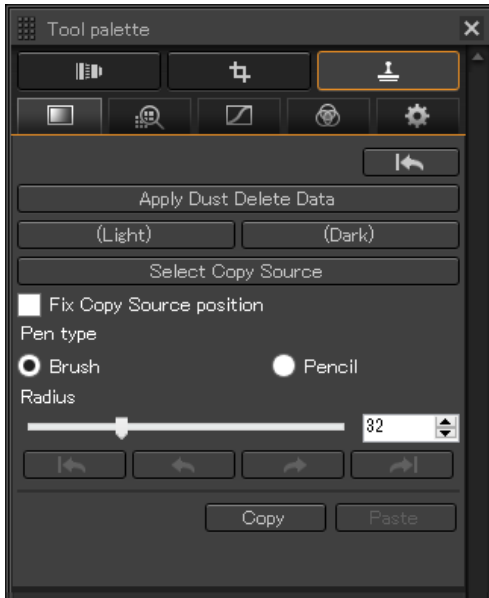 Tool palette
Apply Dust Delete Data
(Light) (Dark)
Select Copy Source
Fix Copy Source position
Pen type
Brush Pencil
Radius
32
Copy Paste